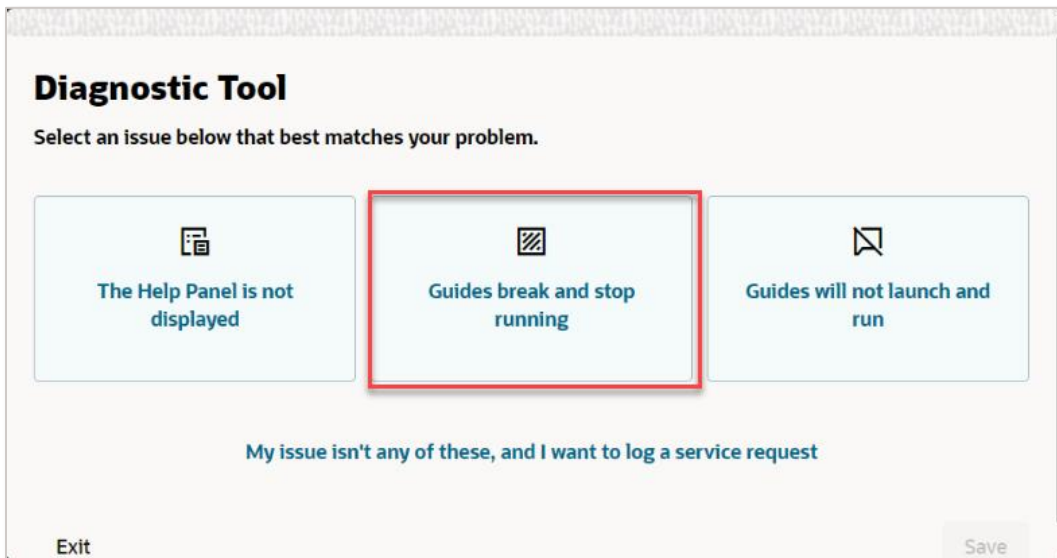 Diagnostic Tool
Select an issue below that best matches your problem.
The Help Panel is not
displayed
Guides break and stop
running
Guides will not launch and
run
My issue isn't any of these, and I want to log a service request
Exit
Save